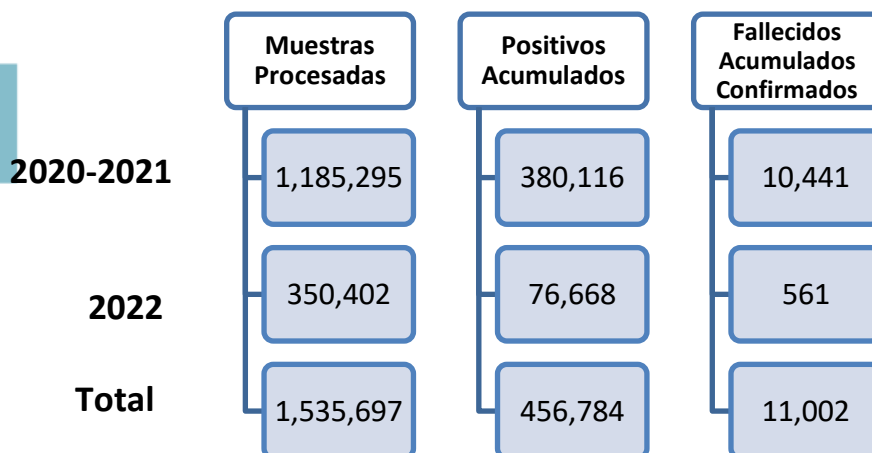 Muestras
Procesadas
Positivos
Acumulados
Fallecidos
Acumulados
Confirmados
2020-2021
1,185,295
380,116
10,441
2022
350,402
76,668
561
Total
1,535,697
456,784
11,002